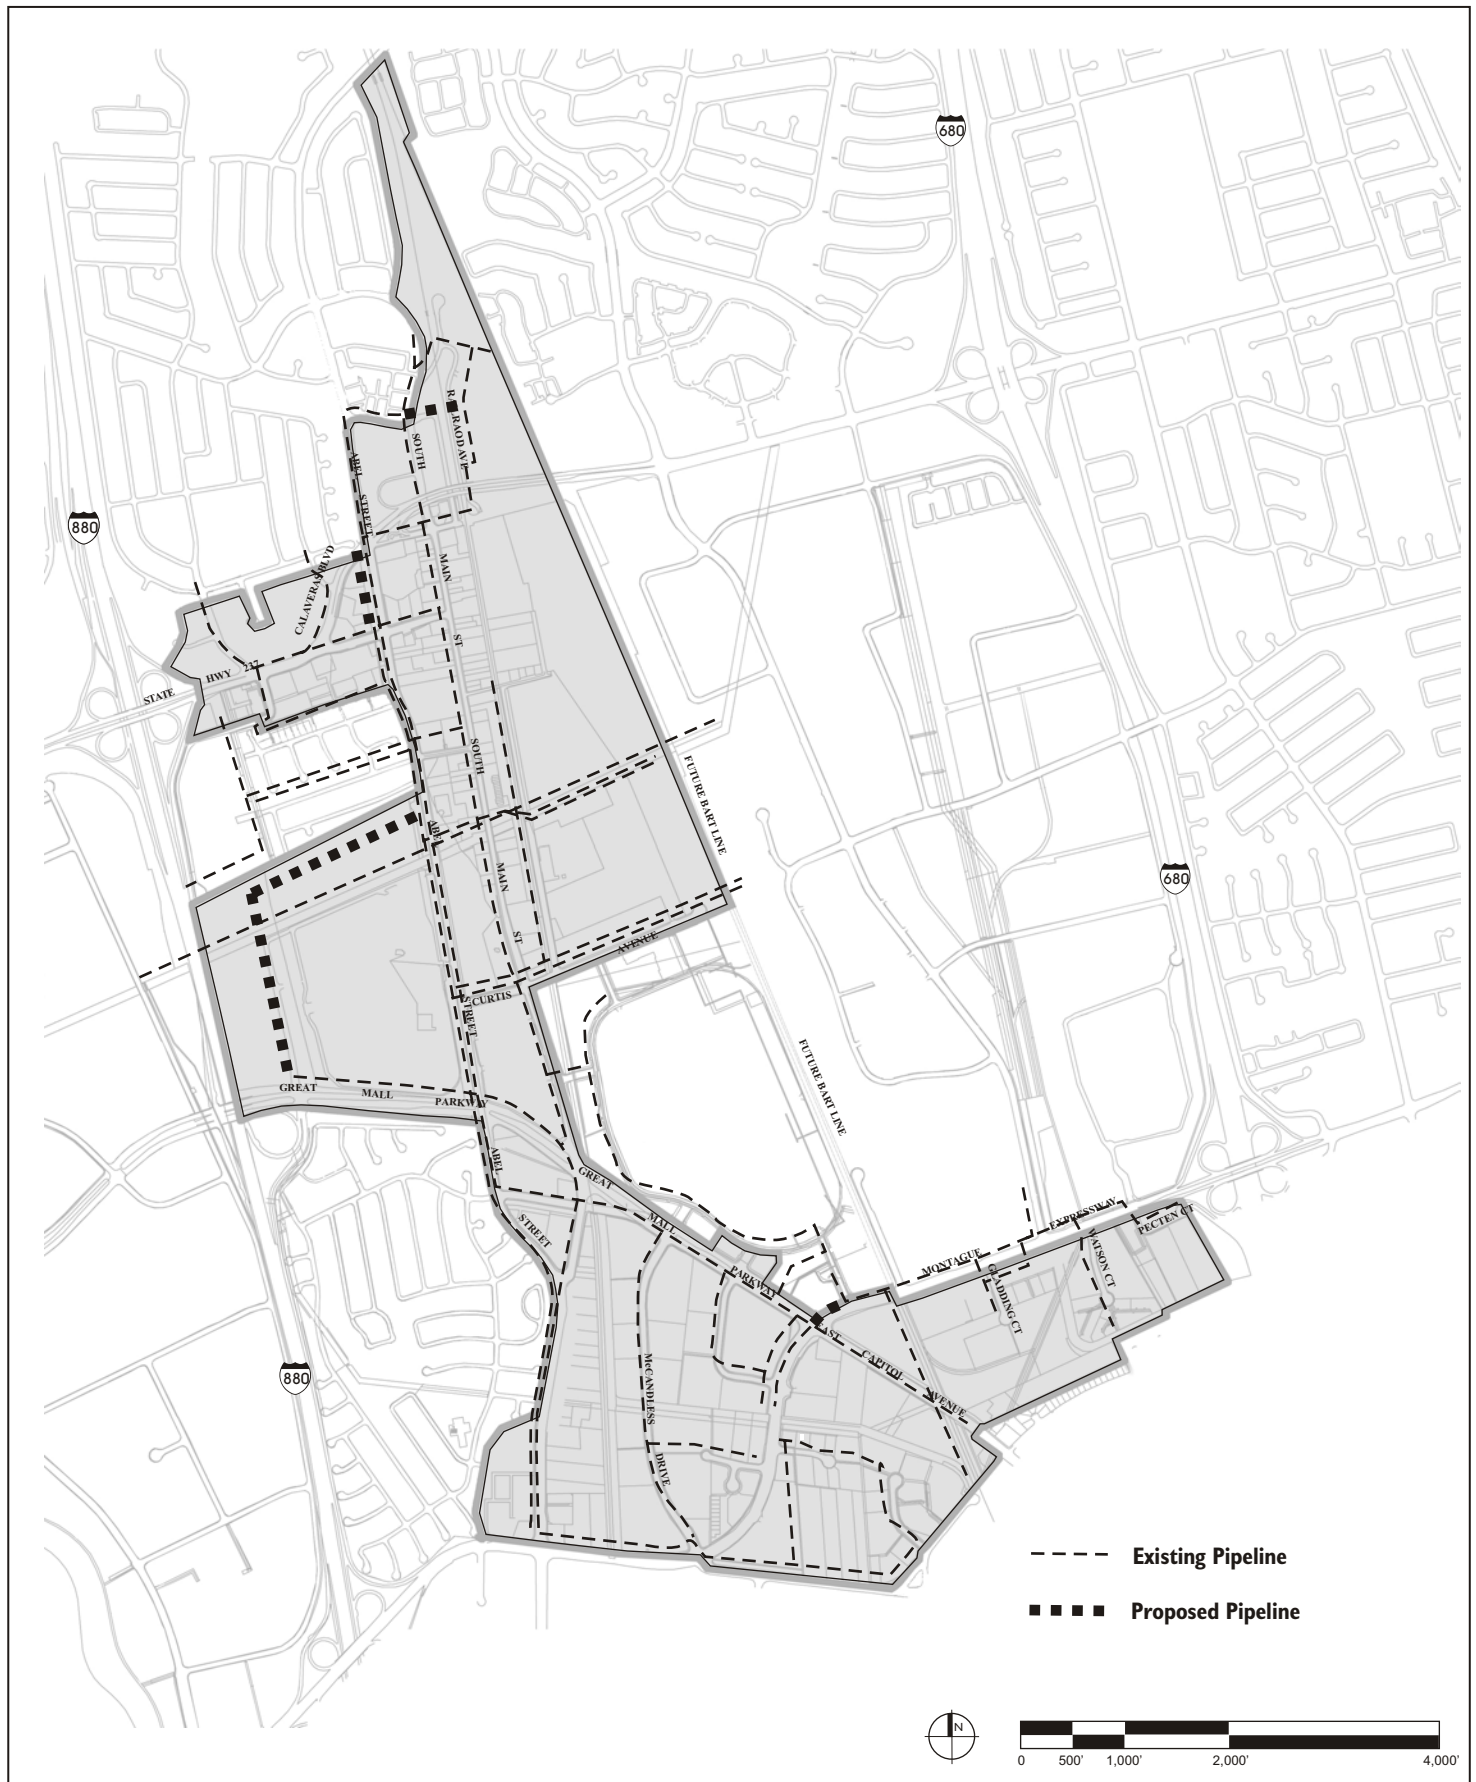 680
RAILRAOD AVE
SOUTH
ABEL
STREET
880
CALAVERAS BLVD
MAIN
ST
STATE
HWY
237
SOUTH
FUTURE BART LINE
ABEL
MAIN
680
ST
AVENUE
CURTIS
STREET
FUTURE BART LINE
GREAT
MALL
PARKWAY
ABEL
GREAT
STREET
MALL
EXPRESSWAY
PECTEN CT
MONTAGUE
WATSON CT
GLADDING CT
PARKWAY
EAST
CAPITOL
AVENUE
McCANDLESS
DRIVE
880
Existing Pipeline
Proposed Pipeline
N
0 500' 1,000' 2,000' 4,000'